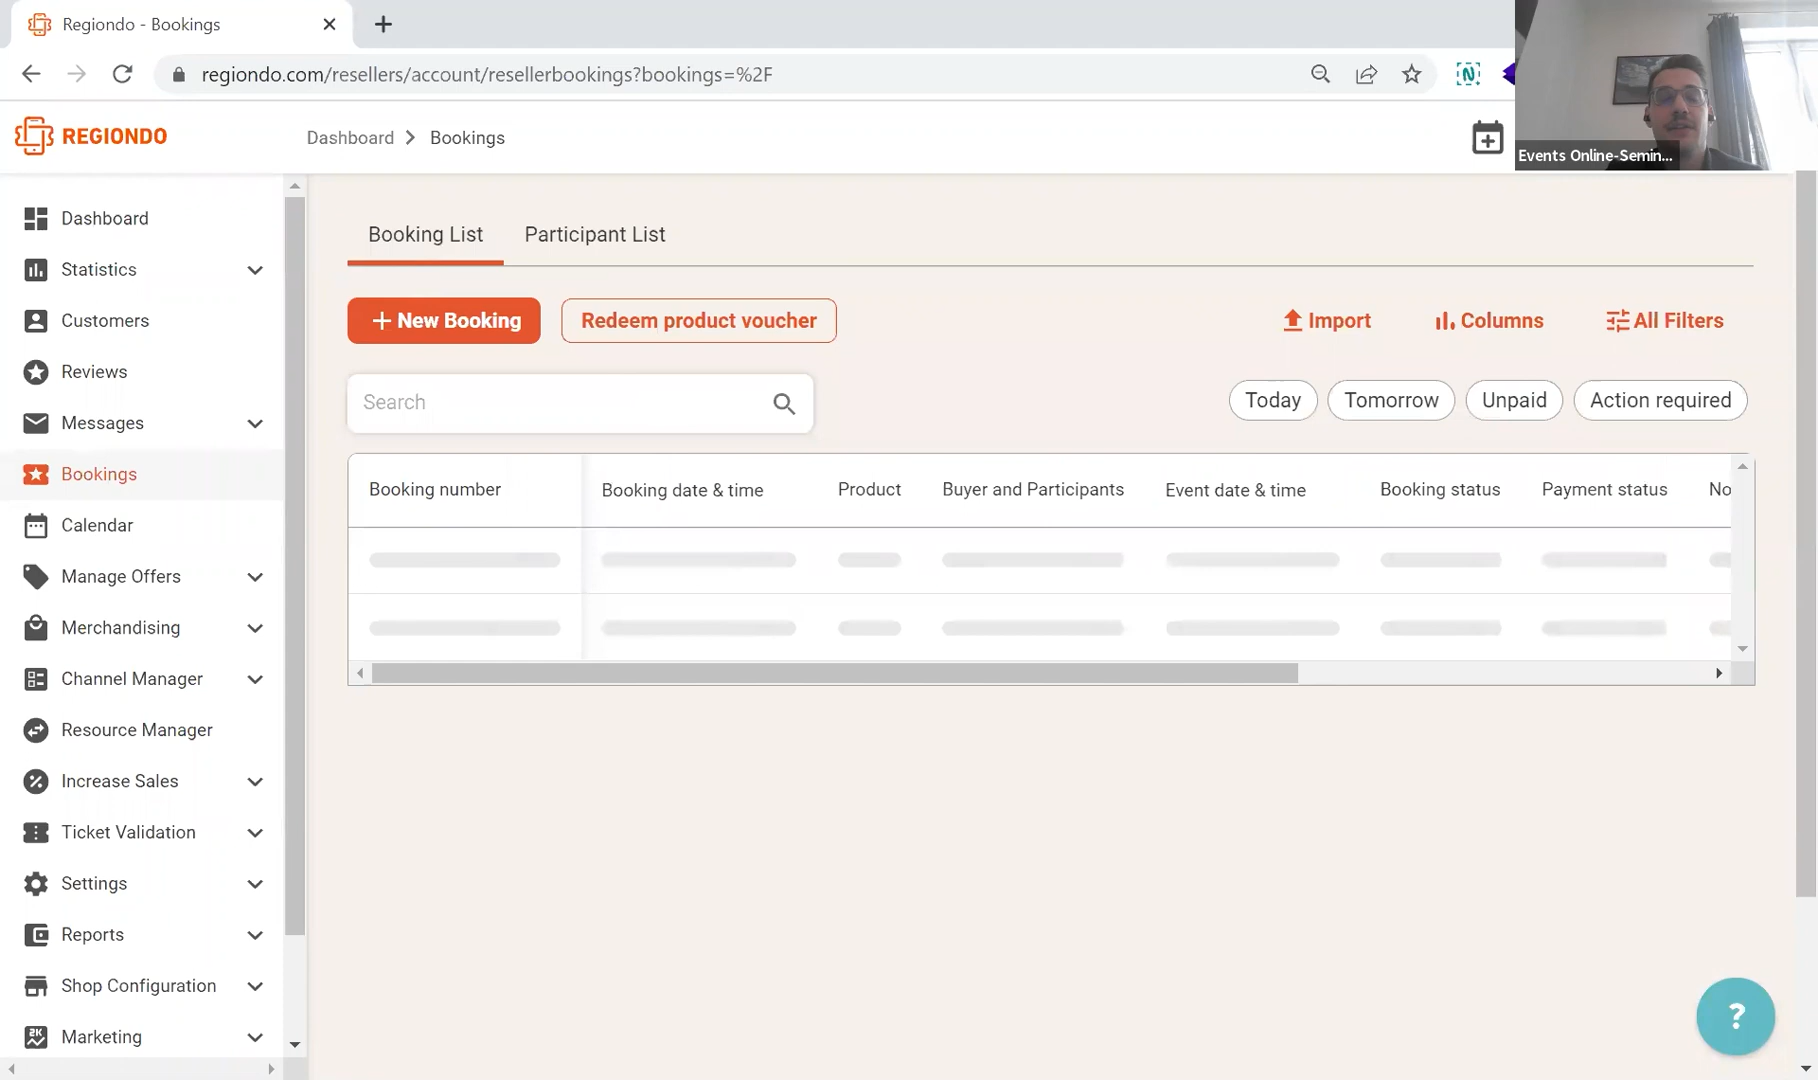 Regiondo - Bookings
regiondo.com/resellers/account/resellerbookings?bookings=%2F
REGIONDO
Dashboard > Bookings
Events Online-Semin...
Dashboard
Statistics
Customers
Reviews
Messages
Bookings
Calendar
Manage Offers
Merchandising
Channel Manager
Resource Manager
Increase Sales
Ticket Validation
Settings
Reports
Shop Configuration
Marketing
Booking List Participant List
+ New Booking Redeem product voucher Import Columns All Filters
Search Today Tomorrow Unpaid Action required
Booking number Booking date & time Product Buyer and Participants Event date & time Booking status Payment status No
?